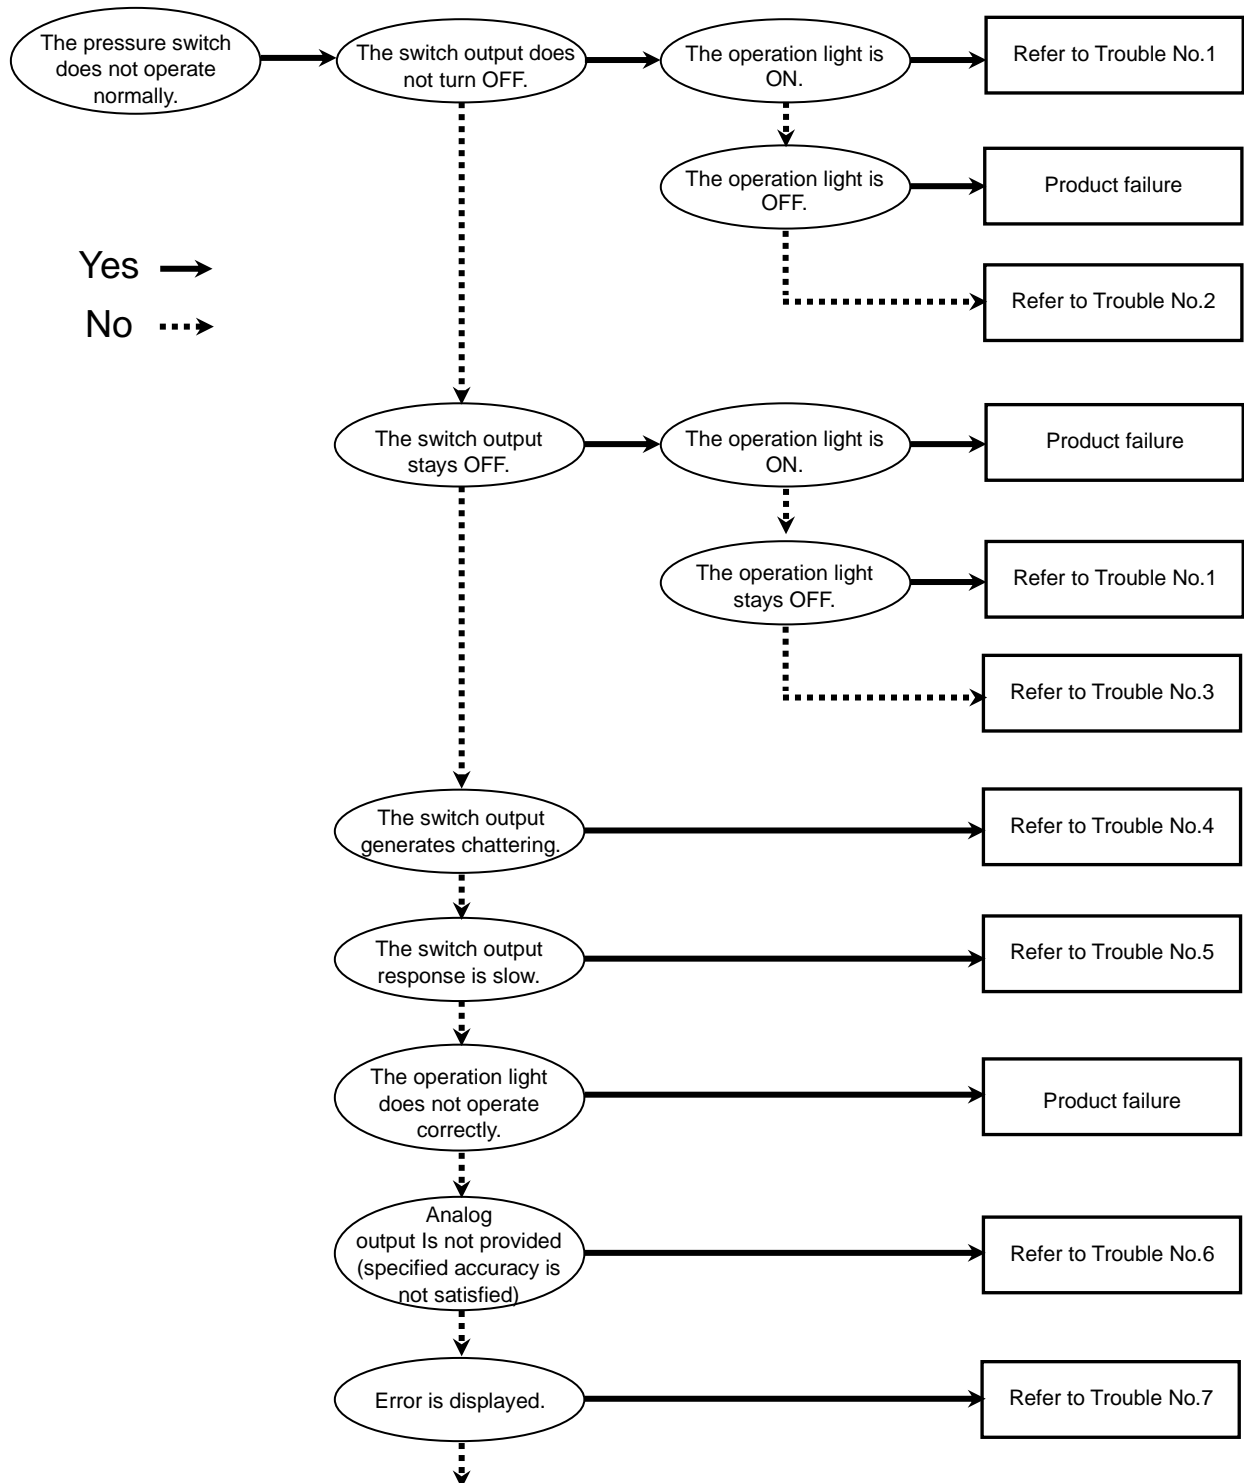 The pressure switch
does not operate
normally.
The switch output does
not turn OFF.
The operation light is
ON.
Refer to Trouble No.1
The operation light is
OFF.
Product failure
Yes
No
Refer to Trouble No.2
The switch output
stays OFF.
The operation light is
ON.
Product failure
The operation light
stays OFF.
Refer to Trouble No.1
Refer to Trouble No.3
The switch output
generates chattering.
Refer to Trouble No.4
The switch output
response is slow.
Refer to Trouble No.5
The operation light
does not operate
correctly.
Product failure
Analog
output Is not provided
(specified accuracy is
not satisfied)
Refer to Trouble No.6
Error is displayed.
Refer to Trouble No.7